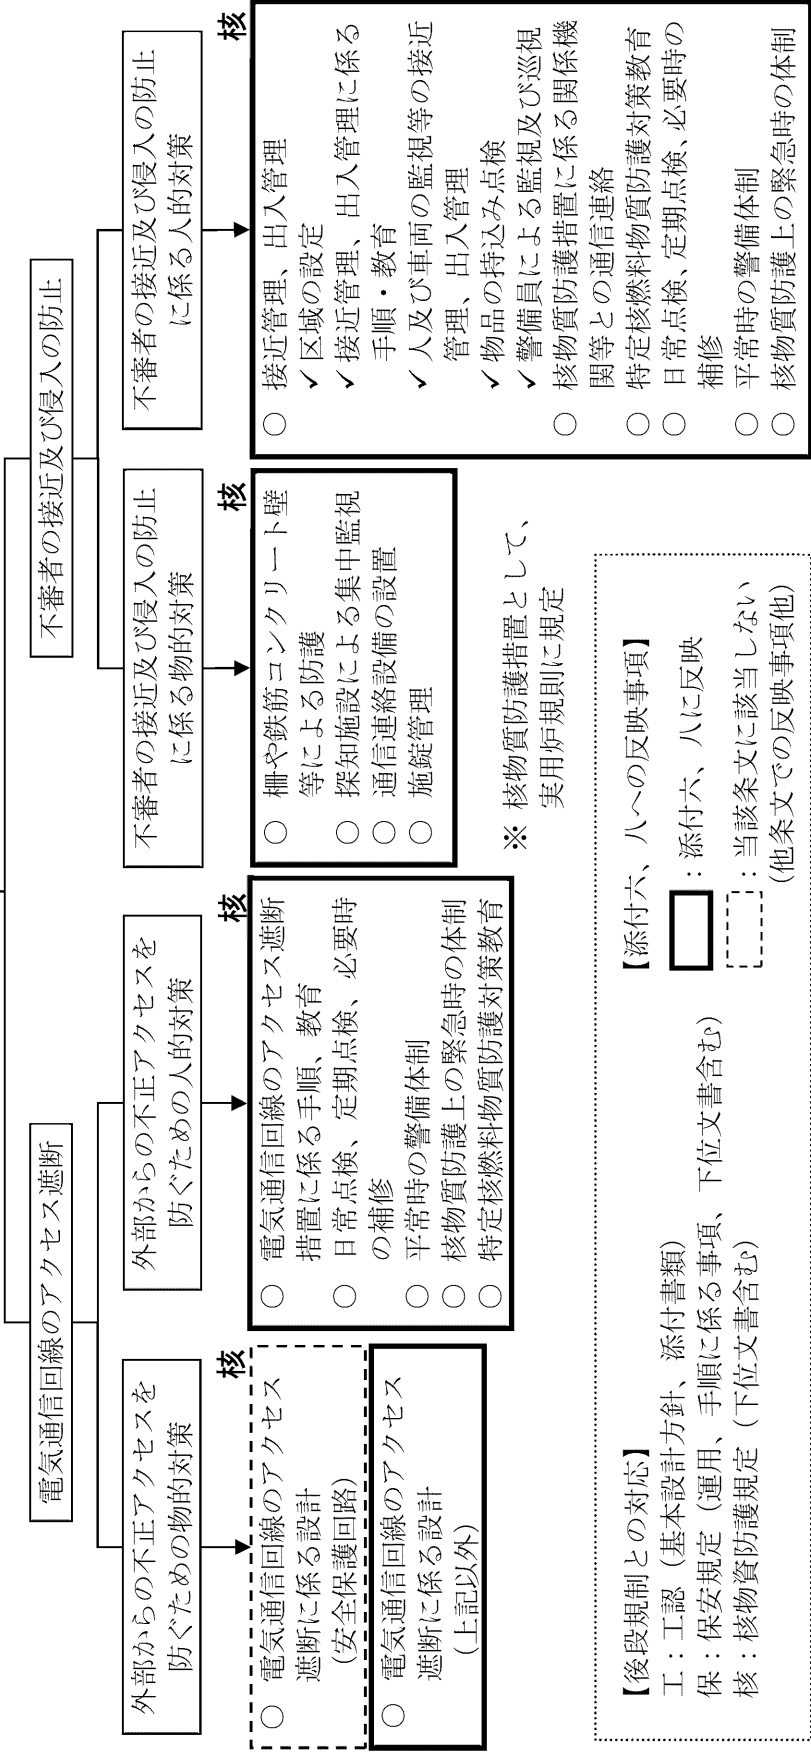 電気通信回線のアクセス遮断
外部からの不正アクセスを
防ぐための物的対策
核
○ 電気通信回線のアクセス
遮断に係る設計
(安全保護回路)
○ 電気通信回線のアクセス
遮断に係る設計
(上記以外)
外部からの不正アクセスを
防ぐための人的対策
核
○ 電気通信回線のアクセス遮断
措置に係る手順、教育
○ 日常点検、定期点検、必要時
の補修
○ 平常時の警備体制
○ 核物質防護上の緊急時の体制
○ 特定核燃料物質防護対策教育
不審者の接近及び侵入の防止
不審者の接近及び侵入の防止
に係る物的対策
核
○ 柵や鉄筋コンクリート壁
等による防護
○ 探知施設による集中監視
○ 通信連絡設備の設置
○ 施錠管理
不審者の接近及び侵入の防止
に係る人的対策
核
○ 接近管理、出入管理
✓区域の設定
✓接近管理、出入管理に係る
手順・教育
✓人及び車両の監視等の接近
管理、出入管理
✓物品の持込み点検
✓警備員による監視及び巡視
○ 核物質防護措置に係る関係機
関等との通信連絡
○ 特定核燃料物質防護対策教育
○ 日常点検、定期点検、必要時の
補修
○ 平常時の警備体制
○ 核物質防護上の緊急時の体制
※ 核物質防護措置として、
実用炉規則に規定
【後段規制との対応】
工：工認（基本設計方針、添付書類）
保：保安規定（運用、手順に係る事項、下位文書含む）
核：核物資防護規定（下位文書含む）
【添付六、八への反映事項】
：添付六、八に反映
：当該条文に該当しない
(他条文での反映事項他)